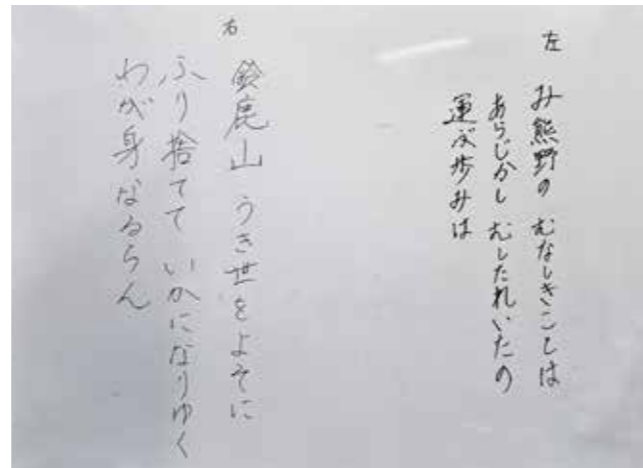 左
み熊野の むなしきことは
あらじかし むしたれいたの
運ぶ歩みは
右
鈴鹿山 うき世をよそに
ふり捨てて いかになりゆく
わが身なるらん